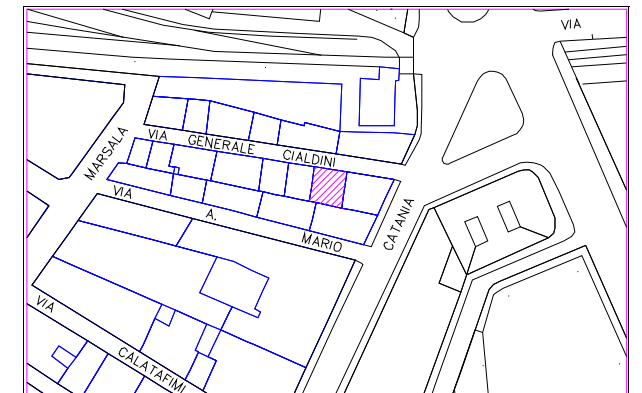 VIA
VIA GENERALE CIALDINI
MARSALA
VIA A. MARIO
CATANIA
VIA CALATAFIMI